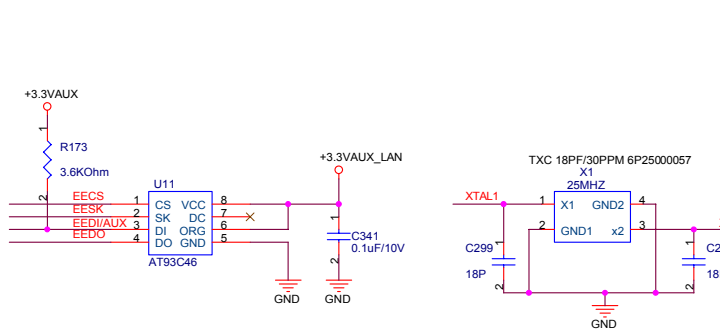 +3.3VAUX
1
R173
3.6KOhm
2
+3.3VAUX_LAN
U11
EECS 1 CS VCC 8
EESK 2 SK DC 7
EEDI/AUX 3 DI ORG 6
EEDO 4 DO GND 5
AT93C46
1
C341
0.1uF/10V
2
GND
GND
TXC 18PF/30PPM 6P25000057
X1
25MHZ
XTAL1 1 X1 GND2 4
2 GND1 x2 3
1
C299
18P
2
1
C2
18
2
GND